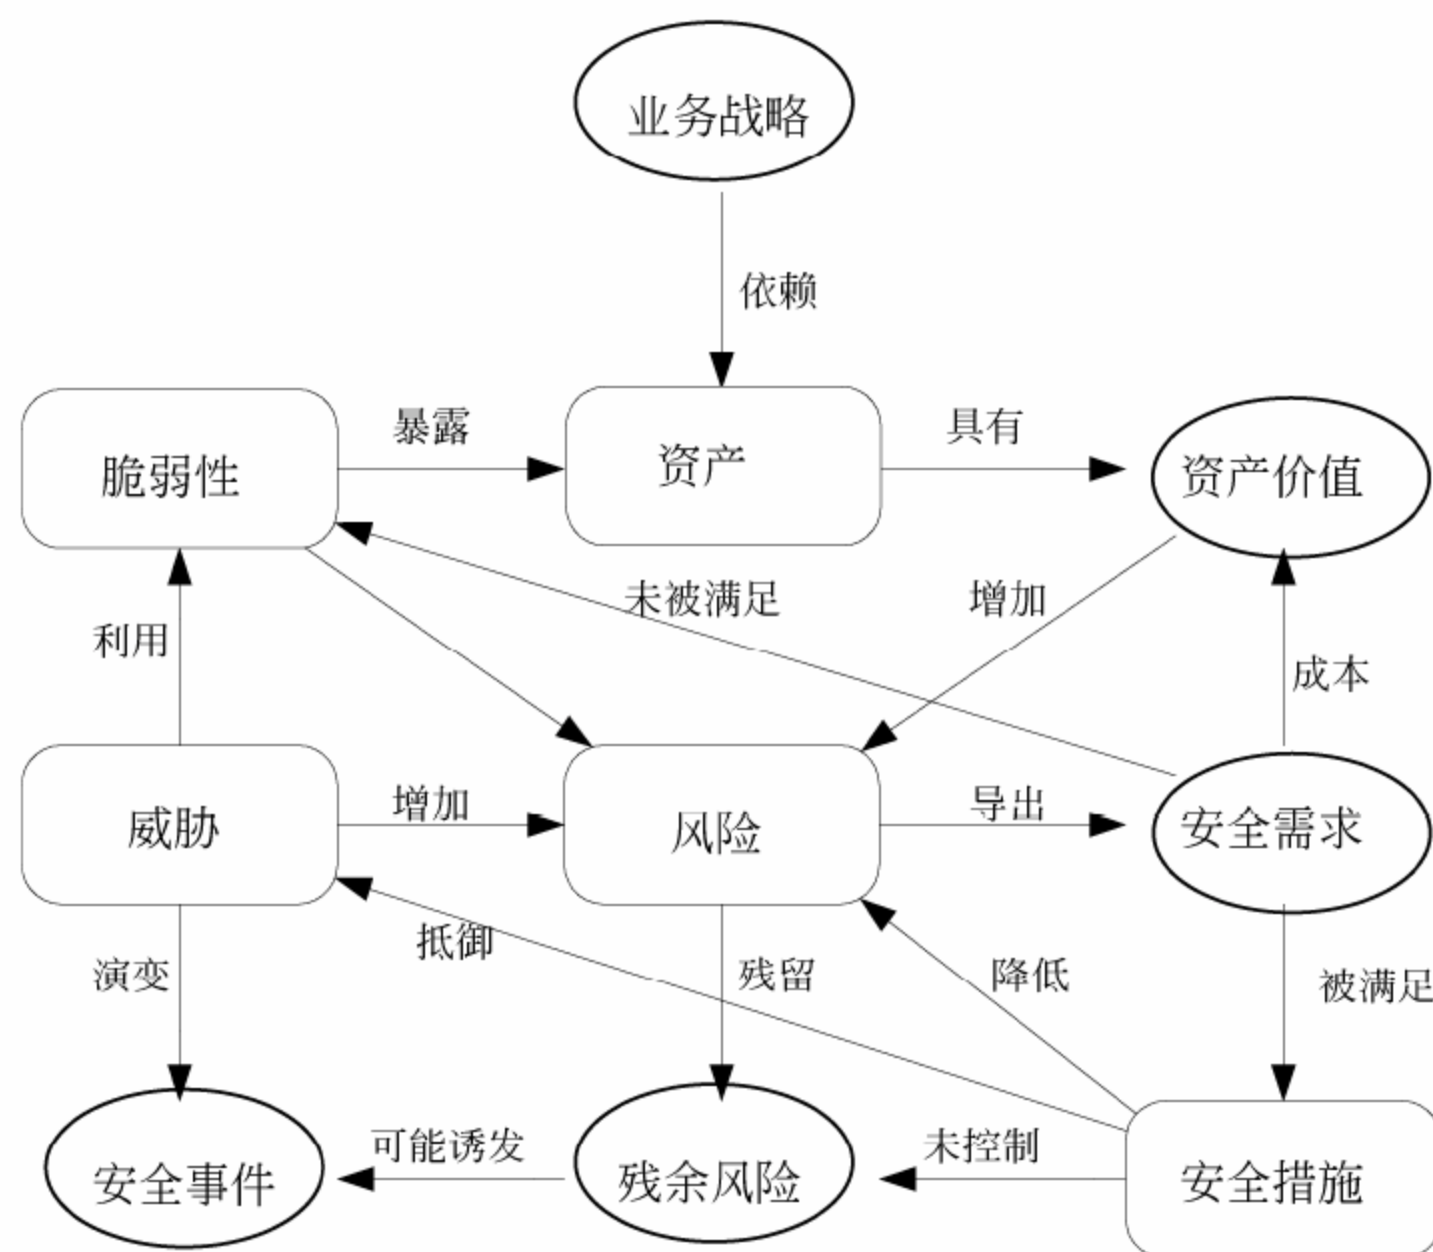 业务战略
依赖
脆弱性
暴露
资产
具有
资产价值
利用
未被满足
增加
成本
威胁
增加
风险
导出
安全需求
演变
抵御
残留
降低
被满足
安全事件
可能诱发
残余风险
未控制
安全措施